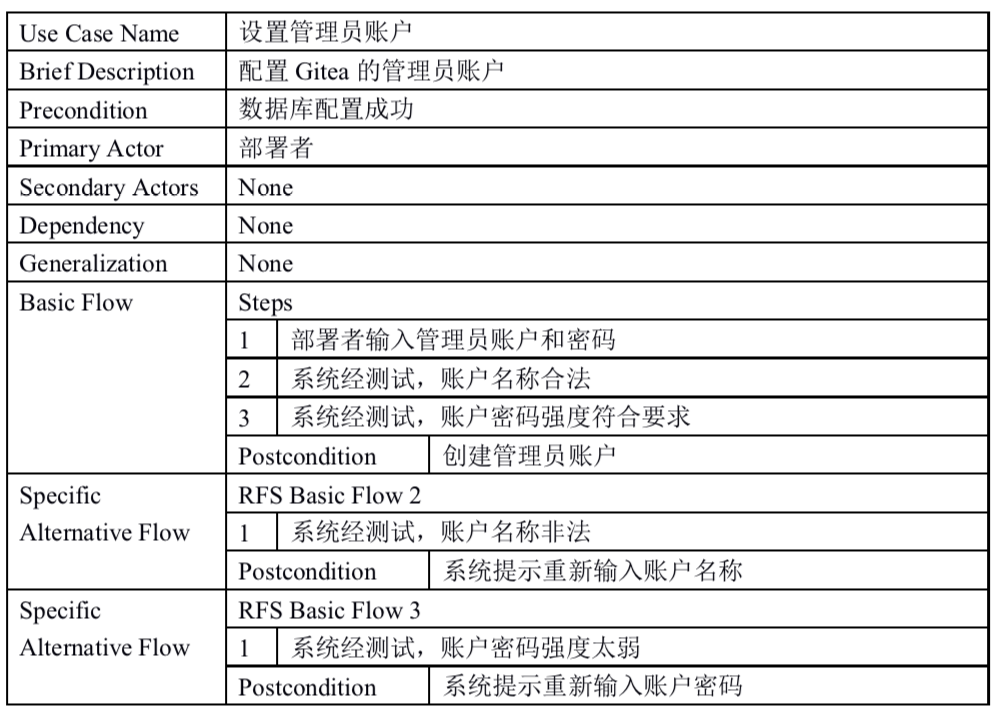 Use Case Name 设置管理员账户
Brief Description 配置 Gitea 的管理员账户
Precondition 数据库配置成功
Primary Actor 部署者
Secondary Actors None
Dependency None
Generalization None
Basic Flow Steps
1 部署者输入管理员账户和密码
2 系统经测试，账户名称合法
3 系统经测试，账户密码强度符合要求
Postcondition 创建管理员账户
Specific RFS Basic Flow 2
Alternative Flow 1 系统经测试，账户名称非法
Postcondition 系统提示重新输入账户名称
Specific RFS Basic Flow 3
Alternative Flow 1 系统经测试，账户密码强度太弱
Postcondition 系统提示重新输入账户密码